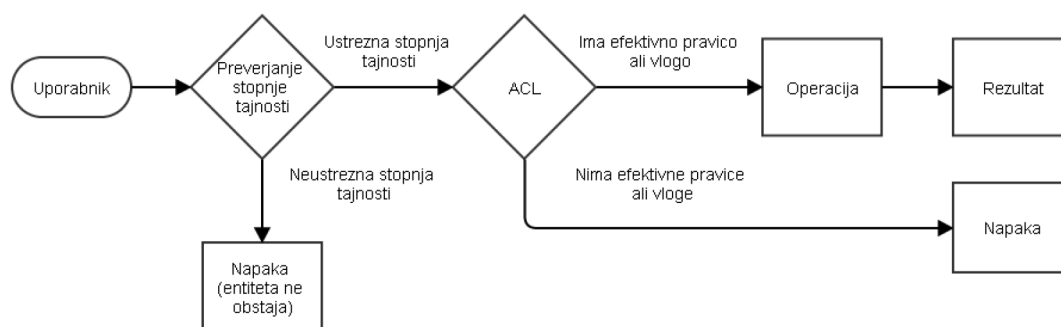 Uporabnik
Preverjanje
stopnje
tajnosti
Ustrezna stopnja
tajnosti
ACL
Ima efektivno pravico
ali vlogo
Operacija
Rezultat
Neustrezna stopnja
tajnosti
Nima efektivne pravice
ali vloge
Napaka
Napaka
(entiteta ne
obstaja)